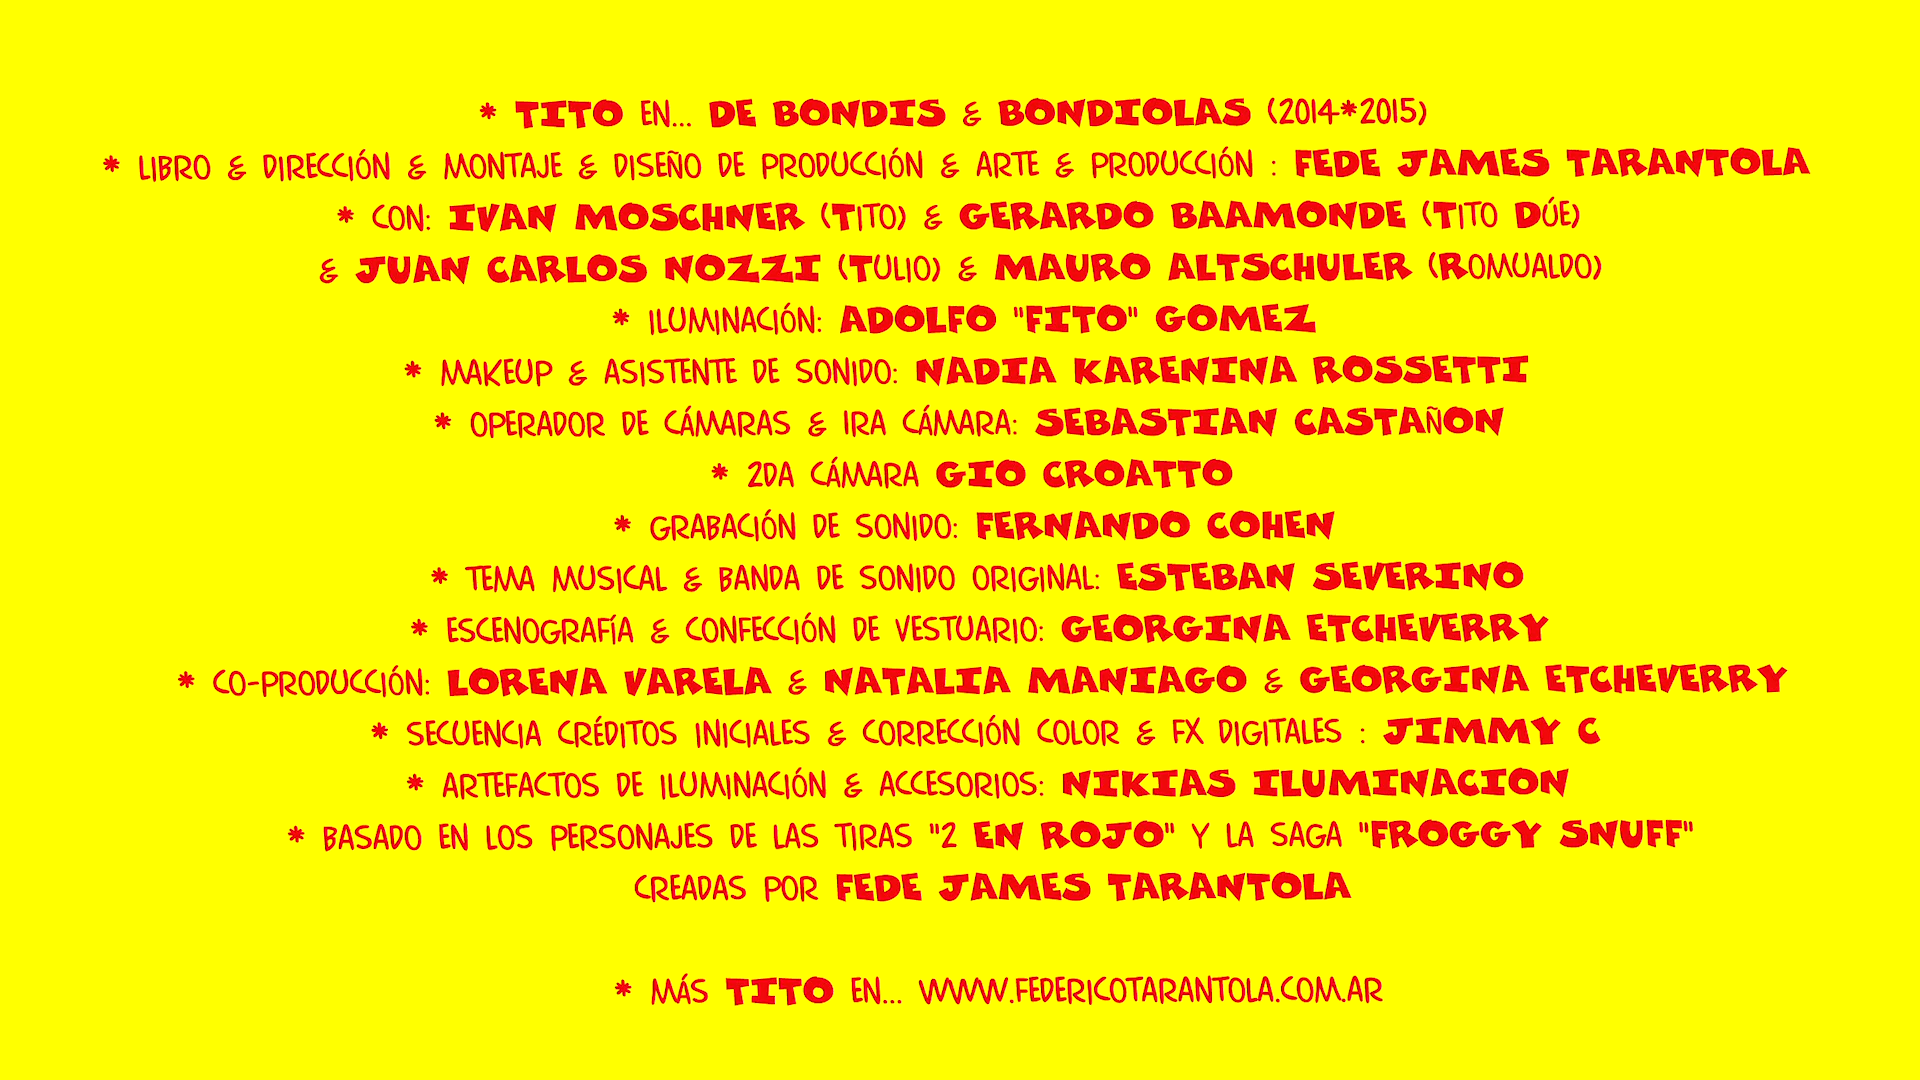 * TITO EN... DE BONDIS & BONDIOLAS (2014*2015)
* LIBRO & DIRECCIÓN & MONTAJE & DISEÑO DE PRODUCCIÓN & ARTE & PRODUCCIÓN : FEDE JAMES TARANTOLA
* CON: IVAN MOSCHNER (TITO) & GERARDO BAAMONDE (TITO DÚE)
& JUAN CARLOS NOZZI (TULIO) & MAURO ALTSCHULER (ROMUALDO)
* ILUMINACIÓN: ADOLFO "FITO" GOMEZ
* MAKEUP & ASISTENTE DE SONIDO: NADIA KARENINA ROSSETTI
* OPERADOR DE CÁMARAS & 1RA CÁMARA: SEBASTIAN CASTAÑON
* 2DA CÁMARA GIO CROATTO
* GRABACIÓN DE SONIDO: FERNANDO COHEN
* TEMA MUSICAL & BANDA DE SONIDO ORIGINAL: ESTEBAN SEVERINO
* ESCENOGRAFÍA & CONFECCIÓN DE VESTUARIO: GEORGINA ETCHEVERRY
* CO-PRODUCCIÓN: LORENA VARELA & NATALIA MANIAGO & GEORGINA ETCHEVERRY
* SECUENCIA CRÉDITOS INICIALES & CORRECCIÓN COLOR & FX DIGITALES : JIMMY C
* ARTEFACTOS DE ILUMINACIÓN & ACCESORIOS: NIKIAS ILUMINACION
* BASADO EN LOS PERSONAJES DE LAS TIRAS "2 EN ROJO" Y LA SAGA "FROGGY SNUFF"
CREADAS POR FEDE JAMES TARANTOLA
* MÁS TITO EN... WWW.FEDERICOTARANTOLA.COM.AR